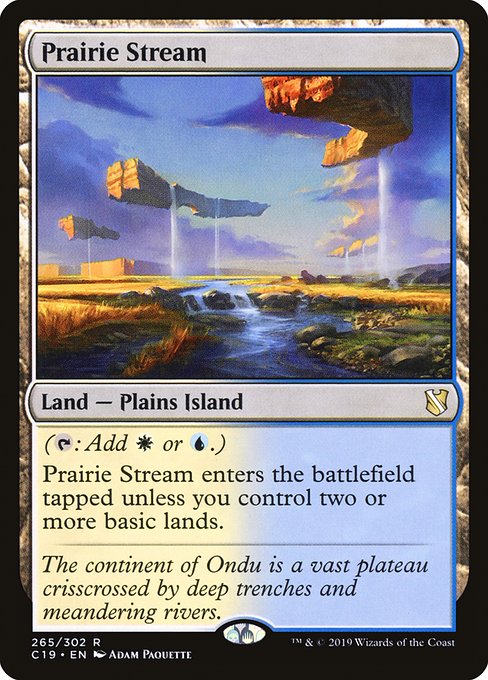 Prairie Stream
Land — Plains Island
(: Add or .)
Prairie Stream enters the battlefield
tapped unless you control two or
more basic lands.
The continent of Ondu is a vast plateau
crisscrossed by deep trenches and
meandering rivers.
265/302 R
C19 • EN Adam Paquette
™ & © 2019 Wizards of the Coast